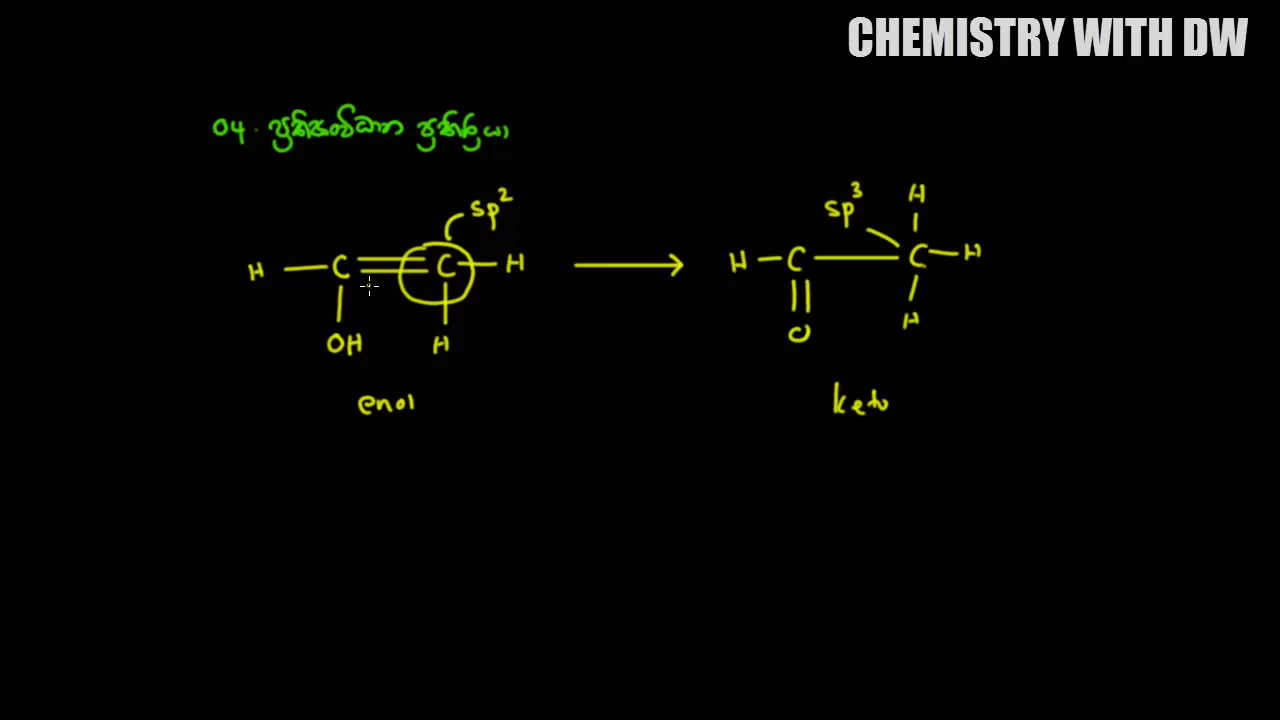 CHEMISTRY WITH DW
04. ප්‍රතිසංවිධාන ප්‍රතික්‍රියා
sp² sp³ H
H C C H H C C H
OH H O H
enol keto